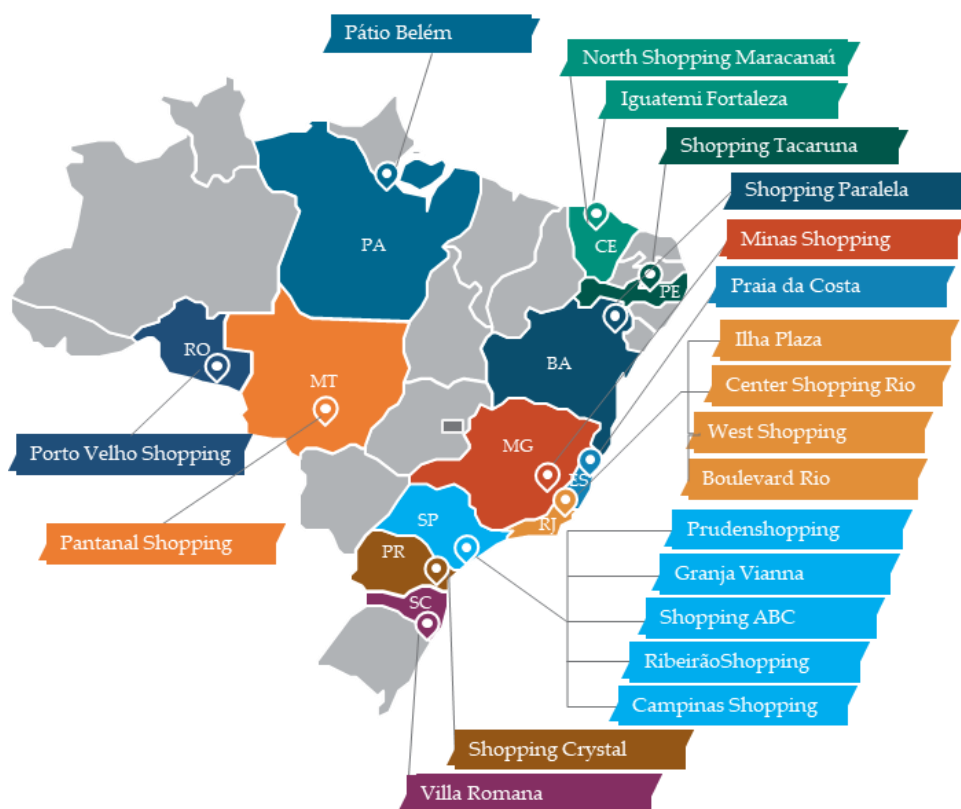 Pátio Belém
North Shopping Maracanaú
Iguatemi Fortaleza
Shopping Tacaruna
Shopping Paralela
Minas Shopping
Praia da Costa
Ilha Plaza
Center Shopping Rio
West Shopping
Boulevard Rio
Prudenshopping
Granja Vianna
Shopping ABC
RibeirãoShopping
Campinas Shopping
Shopping Crystal
Villa Romana
Porto Velho Shopping
Pantanal Shopping
PA
CE
PE
RO
MT
BA
MG
ES
RJ
SP
PR
SC